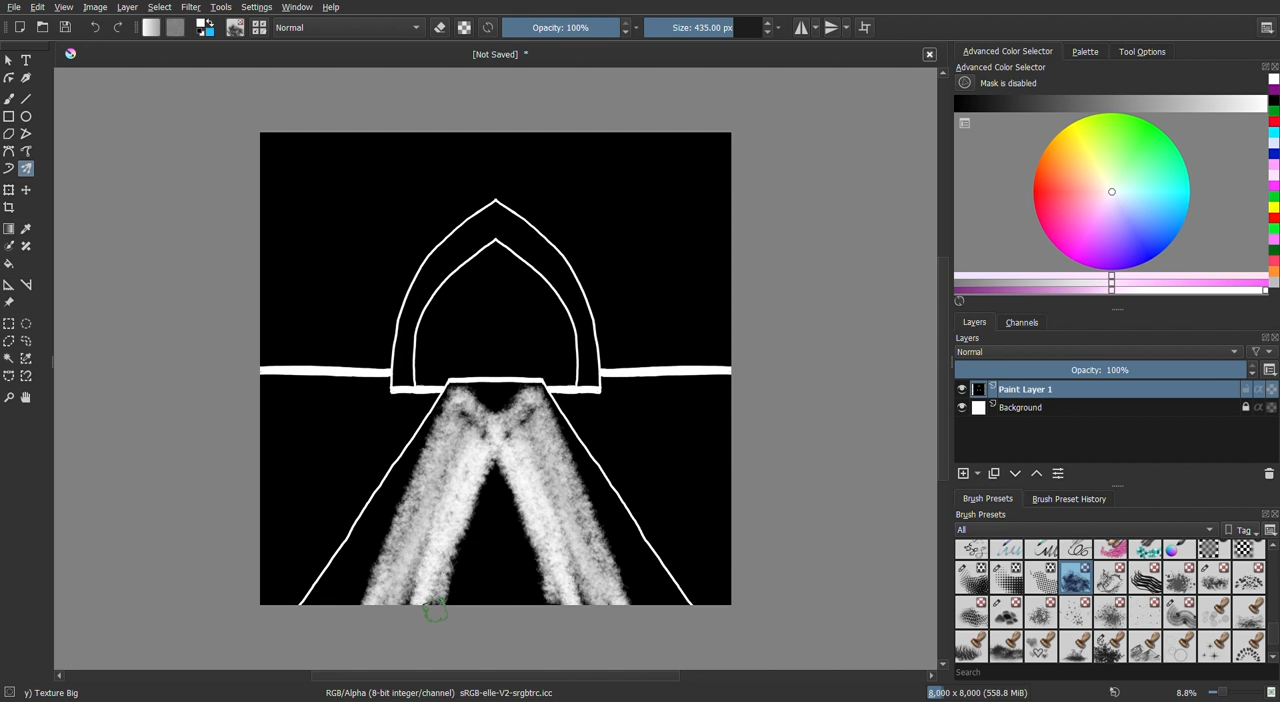 File Edit View Image Layer Select Filter Tools Settings Window Help
Normal Opacity: 100% Size: 435.00 px
[Not Saved] *
Advanced Color Selector Palette Tool Options
Advanced Color Selector
Mask is disabled
Layers Channels
Layers
Normal
Opacity: 100%
Paint Layer 1
Background
Brush Presets Brush Preset History
Brush Presets
All Tag
Search
y) Texture Big RGB/Alpha (8-bit integer/channel) sRGB-elle-V2-srgbtrc.icc 8,000 x 8,000 (558.8 MiB) 8.8%